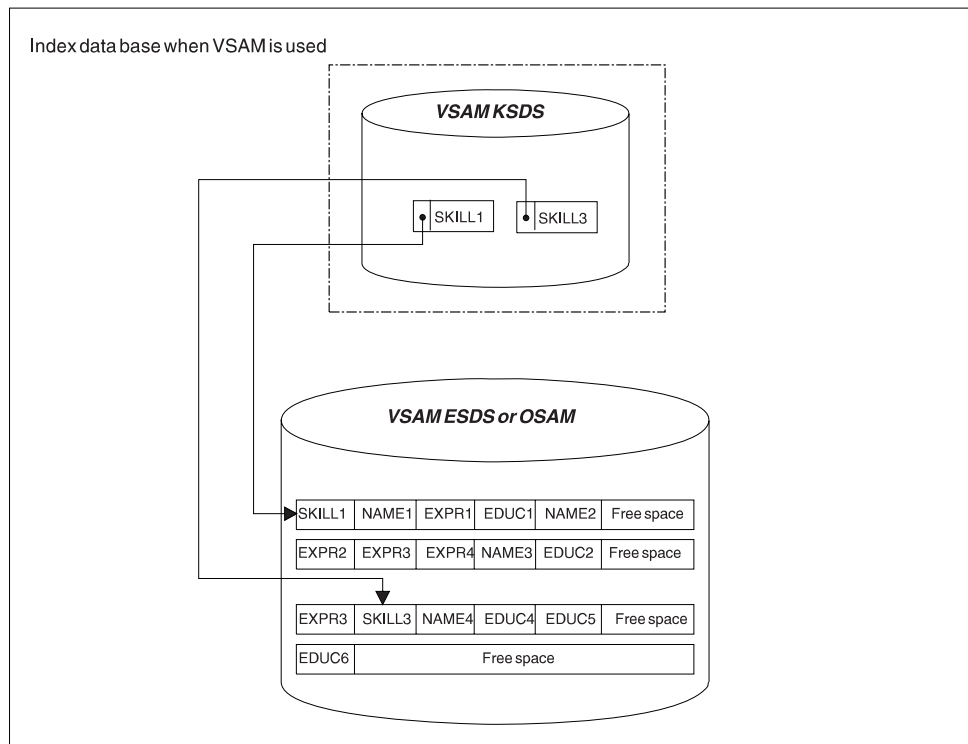 Index data base when VSAM is used
VSAM KSDS
SKILL1 SKILL3
VSAM ESDS or OSAM
SKILL1 NAME1 EXPR1 EDUC1 NAME2 Free space
EXPR2 EXPR3 EXPR4 NAME3 EDUC2 Free space
EXPR3 SKILL3 NAME4 EDUC4 EDUC5 Free space
EDUC6 Free space